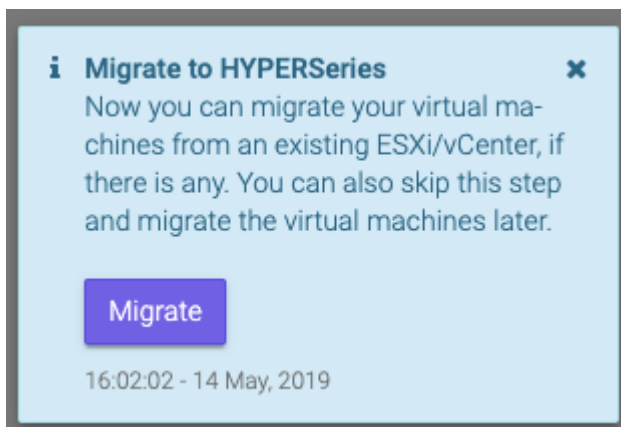 i Migrate to HYPERSeries ×
Now you can migrate your virtual ma-
chines from an existing ESXi/vCenter, if
there is any. You can also skip this step
and migrate the virtual machines later.
Migrate
16:02:02 - 14 May, 2019